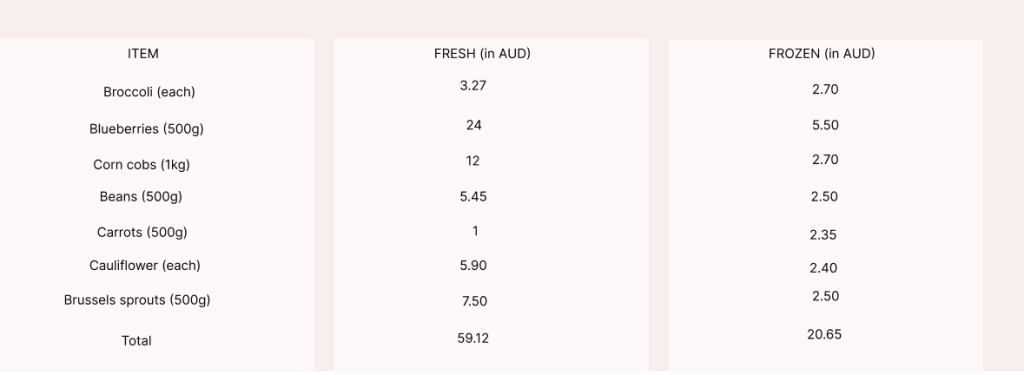 ITEM FRESH (in AUD) FROZEN (in AUD)
Broccoli (each) 3.27 2.70
Blueberries (500g) 24 5.50
Corn cobs (1kg) 12 2.70
Beans (500g) 5.45 2.50
Carrots (500g) 1 2.35
Cauliflower (each) 5.90 2.40
Brussels sprouts (500g) 7.50 2.50
Total 59.12 20.65